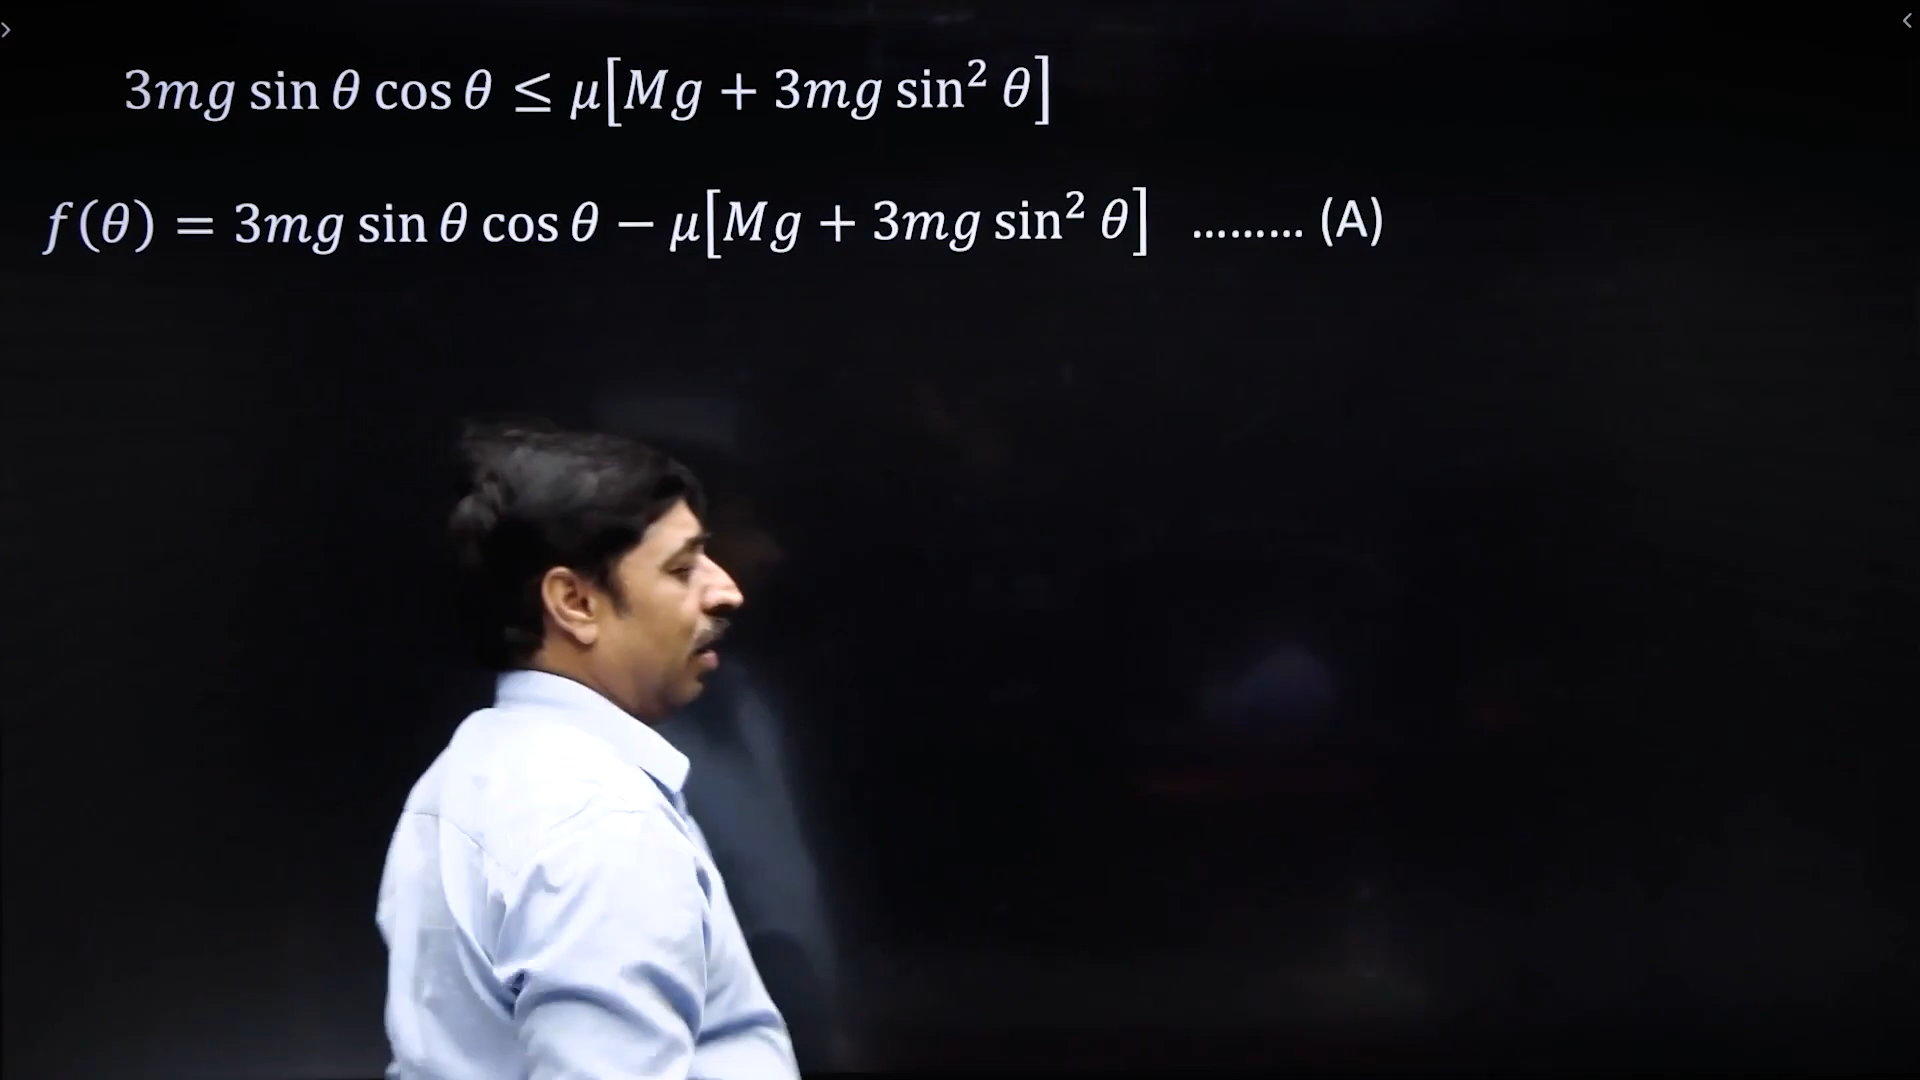 3mg sin θ cos θ ≤ μ[Mg + 3mg sin² θ]
f(θ) = 3mg sin θ cos θ − μ[Mg + 3mg sin² θ] ......... (A)